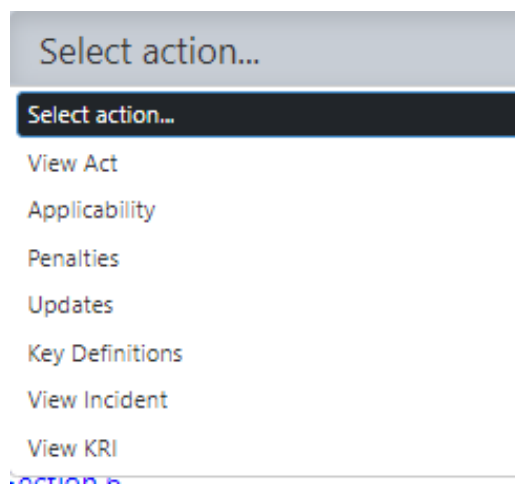 Select action...
Select action...
View Act
Applicability
Penalties
Updates
Key Definitions
View Incident
View KRI